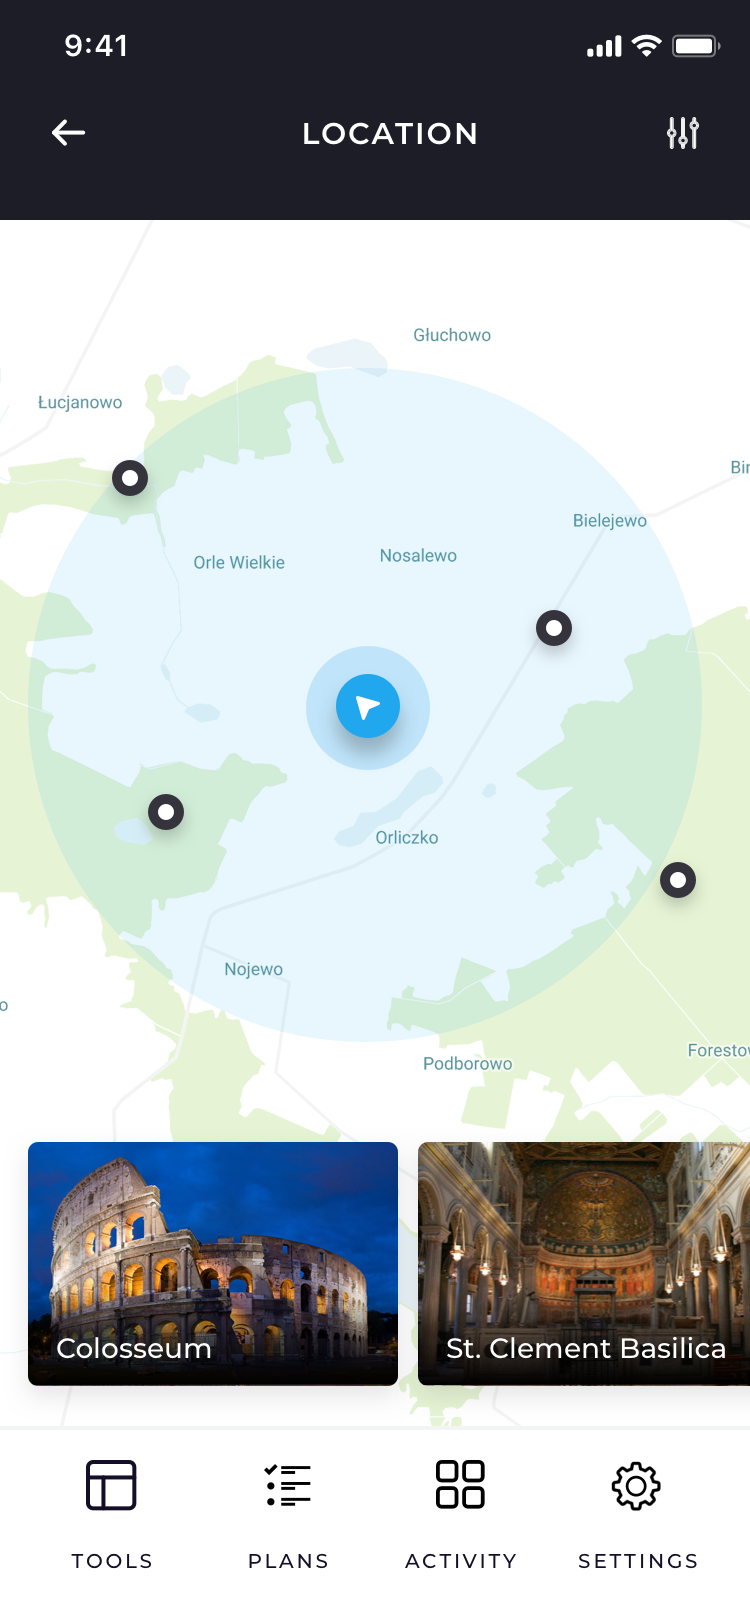 9:41
LOCATION
Głuchowo
Łucjanowo
Bir
Bielejewo
Nosalewo
Orle Wielkie
Orliczko
Nojewo
o
Forestow
Podborowo
Colosseum
St. Clement Basilica
TOOLS
PLANS
ACTIVITY
SETTINGS